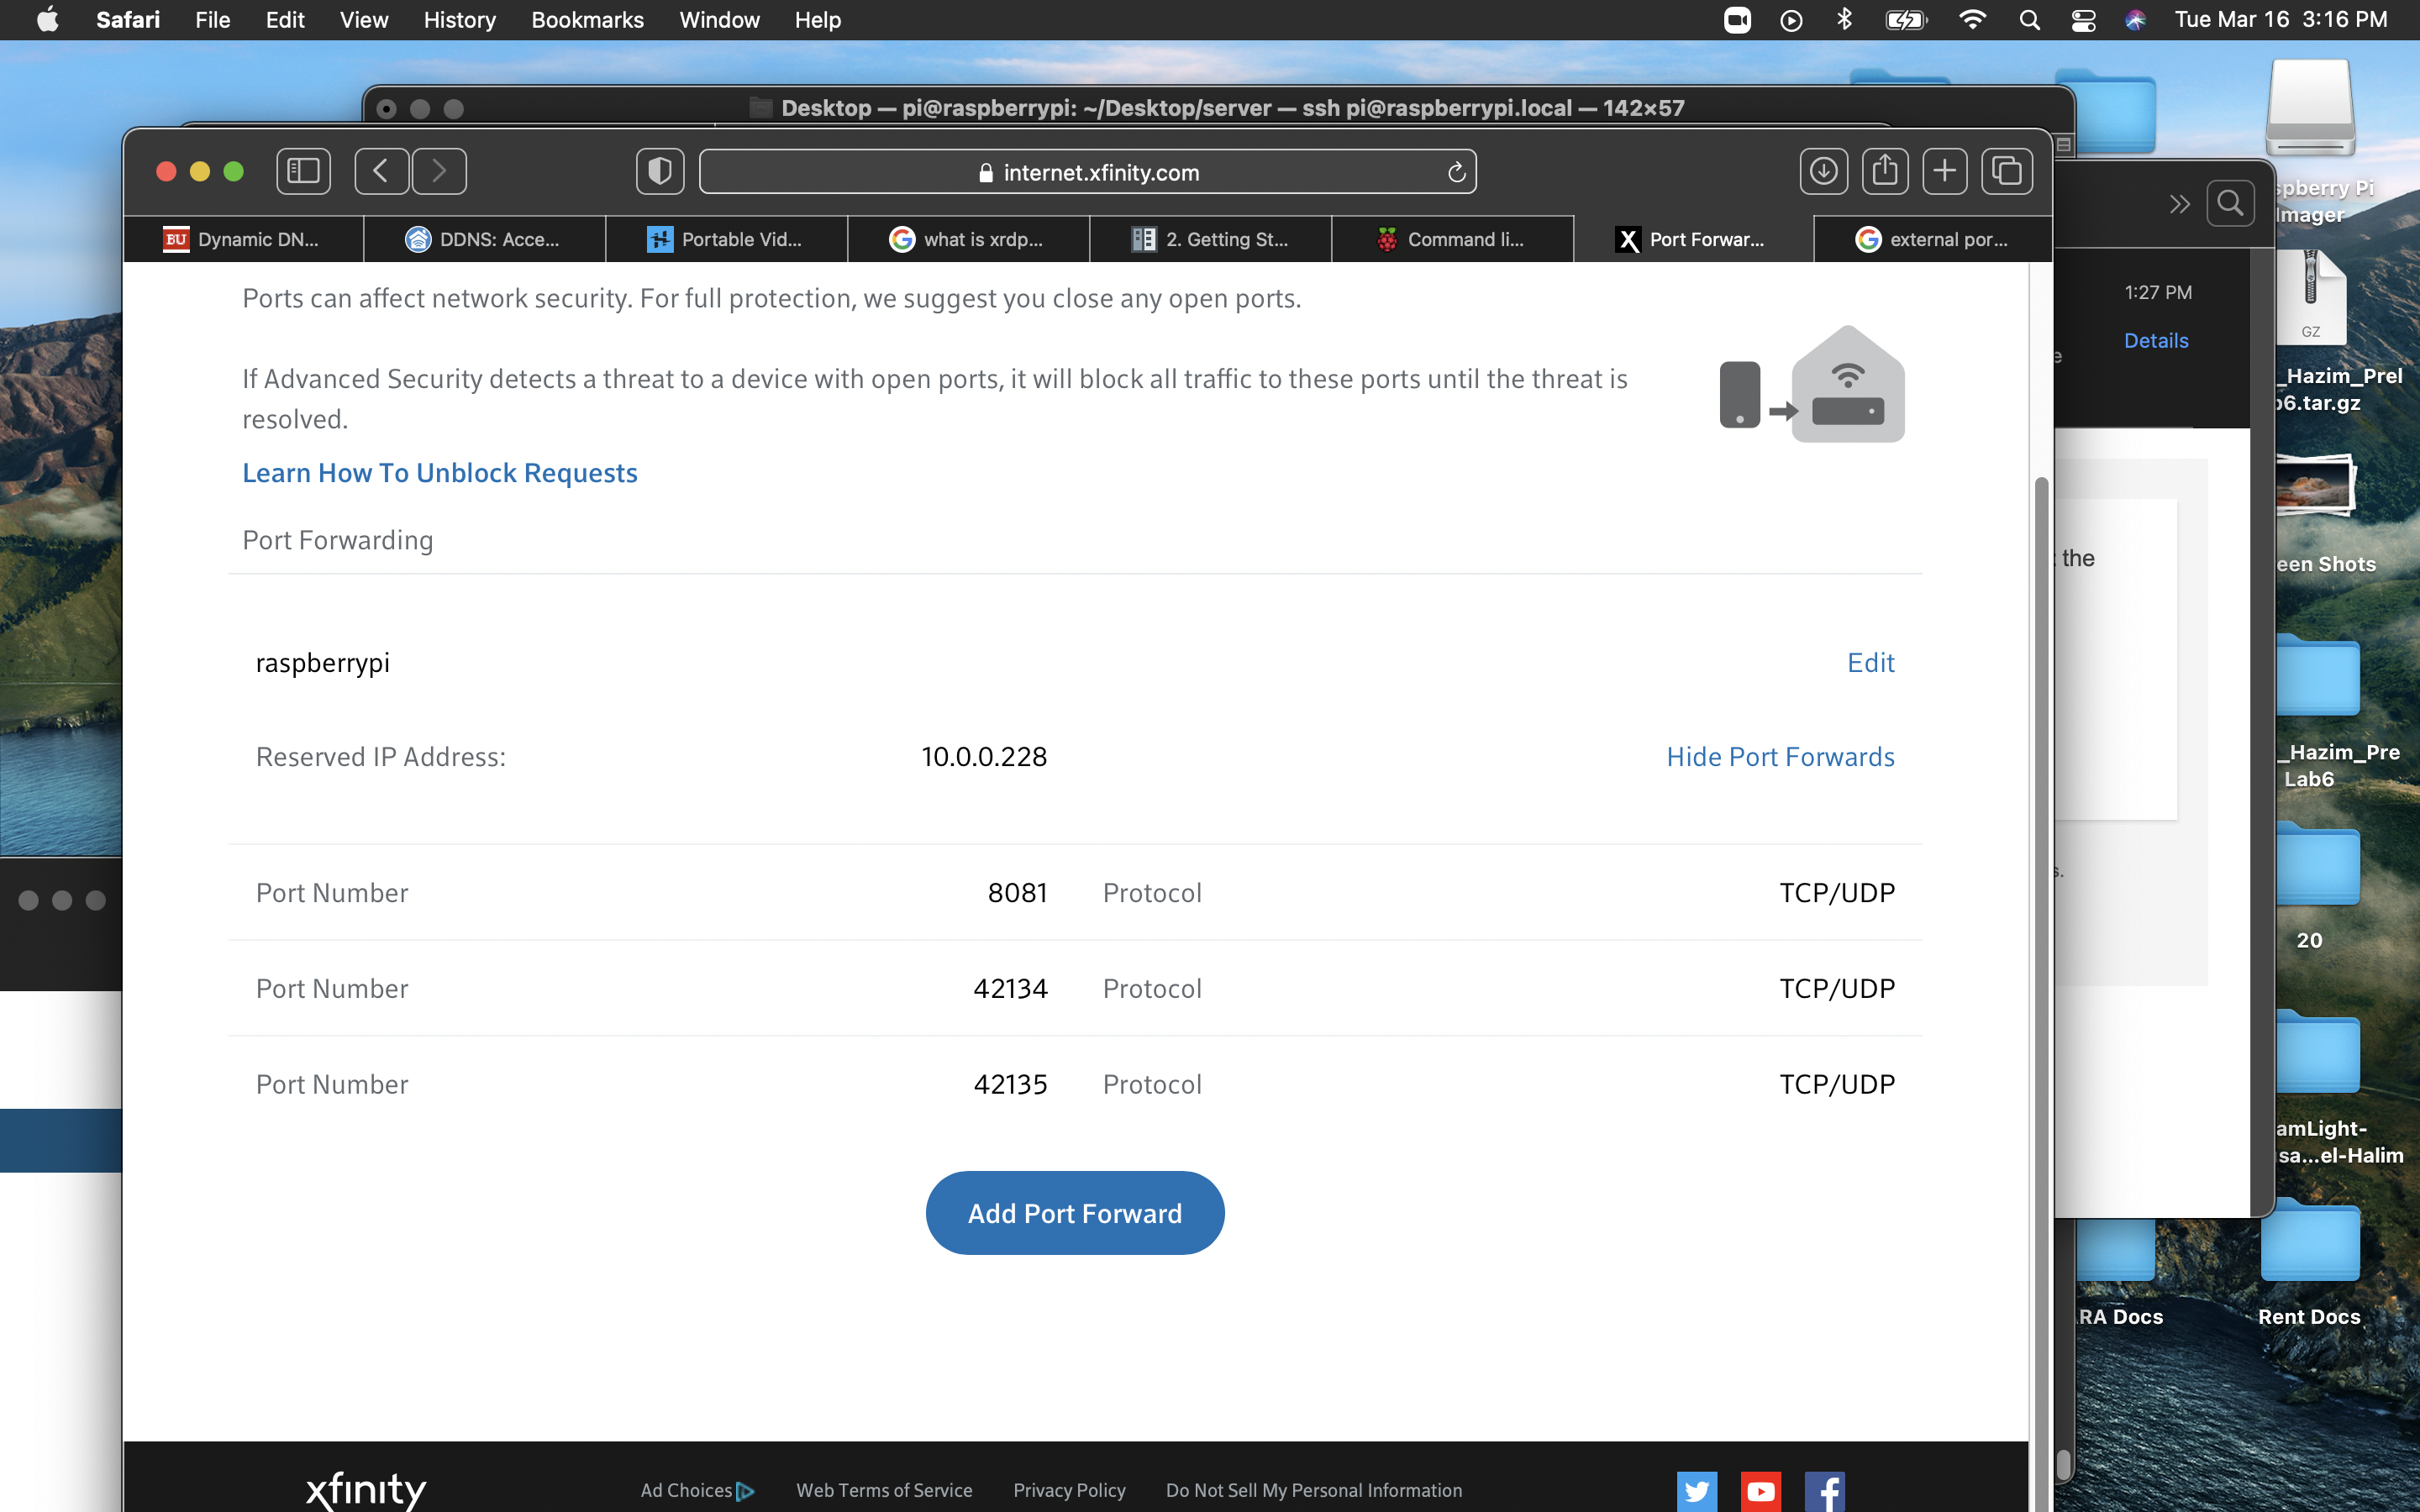 Safari File Edit View History Bookmarks Window Help Tue Mar 16 3:16 PM
Desktop — pi@raspberrypi: ~/Desktop/server — ssh pi@raspberrypi.local — 142×57
internet.xfinity.com
BU Dynamic DN... DDNS: Acce... Portable Vid... what is xrdp... 2. Getting St... Command li... Port Forwar... external por...
Ports can affect network security. For full protection, we suggest you close any open ports.
If Advanced Security detects a threat to a device with open ports, it will block all traffic to these ports until the threat is
resolved.
Learn How To Unblock Requests
Port Forwarding
raspberrypi Edit
Reserved IP Address: 10.0.0.228 Hide Port Forwards
Port Number 8081 Protocol TCP/UDP
Port Number 42134 Protocol TCP/UDP
Port Number 42135 Protocol TCP/UDP
Add Port Forward
xfinity Ad Choices Web Terms of Service Privacy Policy Do Not Sell My Personal Information
1:27 PM
Details
the
s.
spberry Pi
Imager
GZ
_Hazim_Prel
b6.tar.gz
een Shots
_Hazim_Pre
Lab6
20
amLight-
sa...el-Halim
RA Docs
Rent Docs